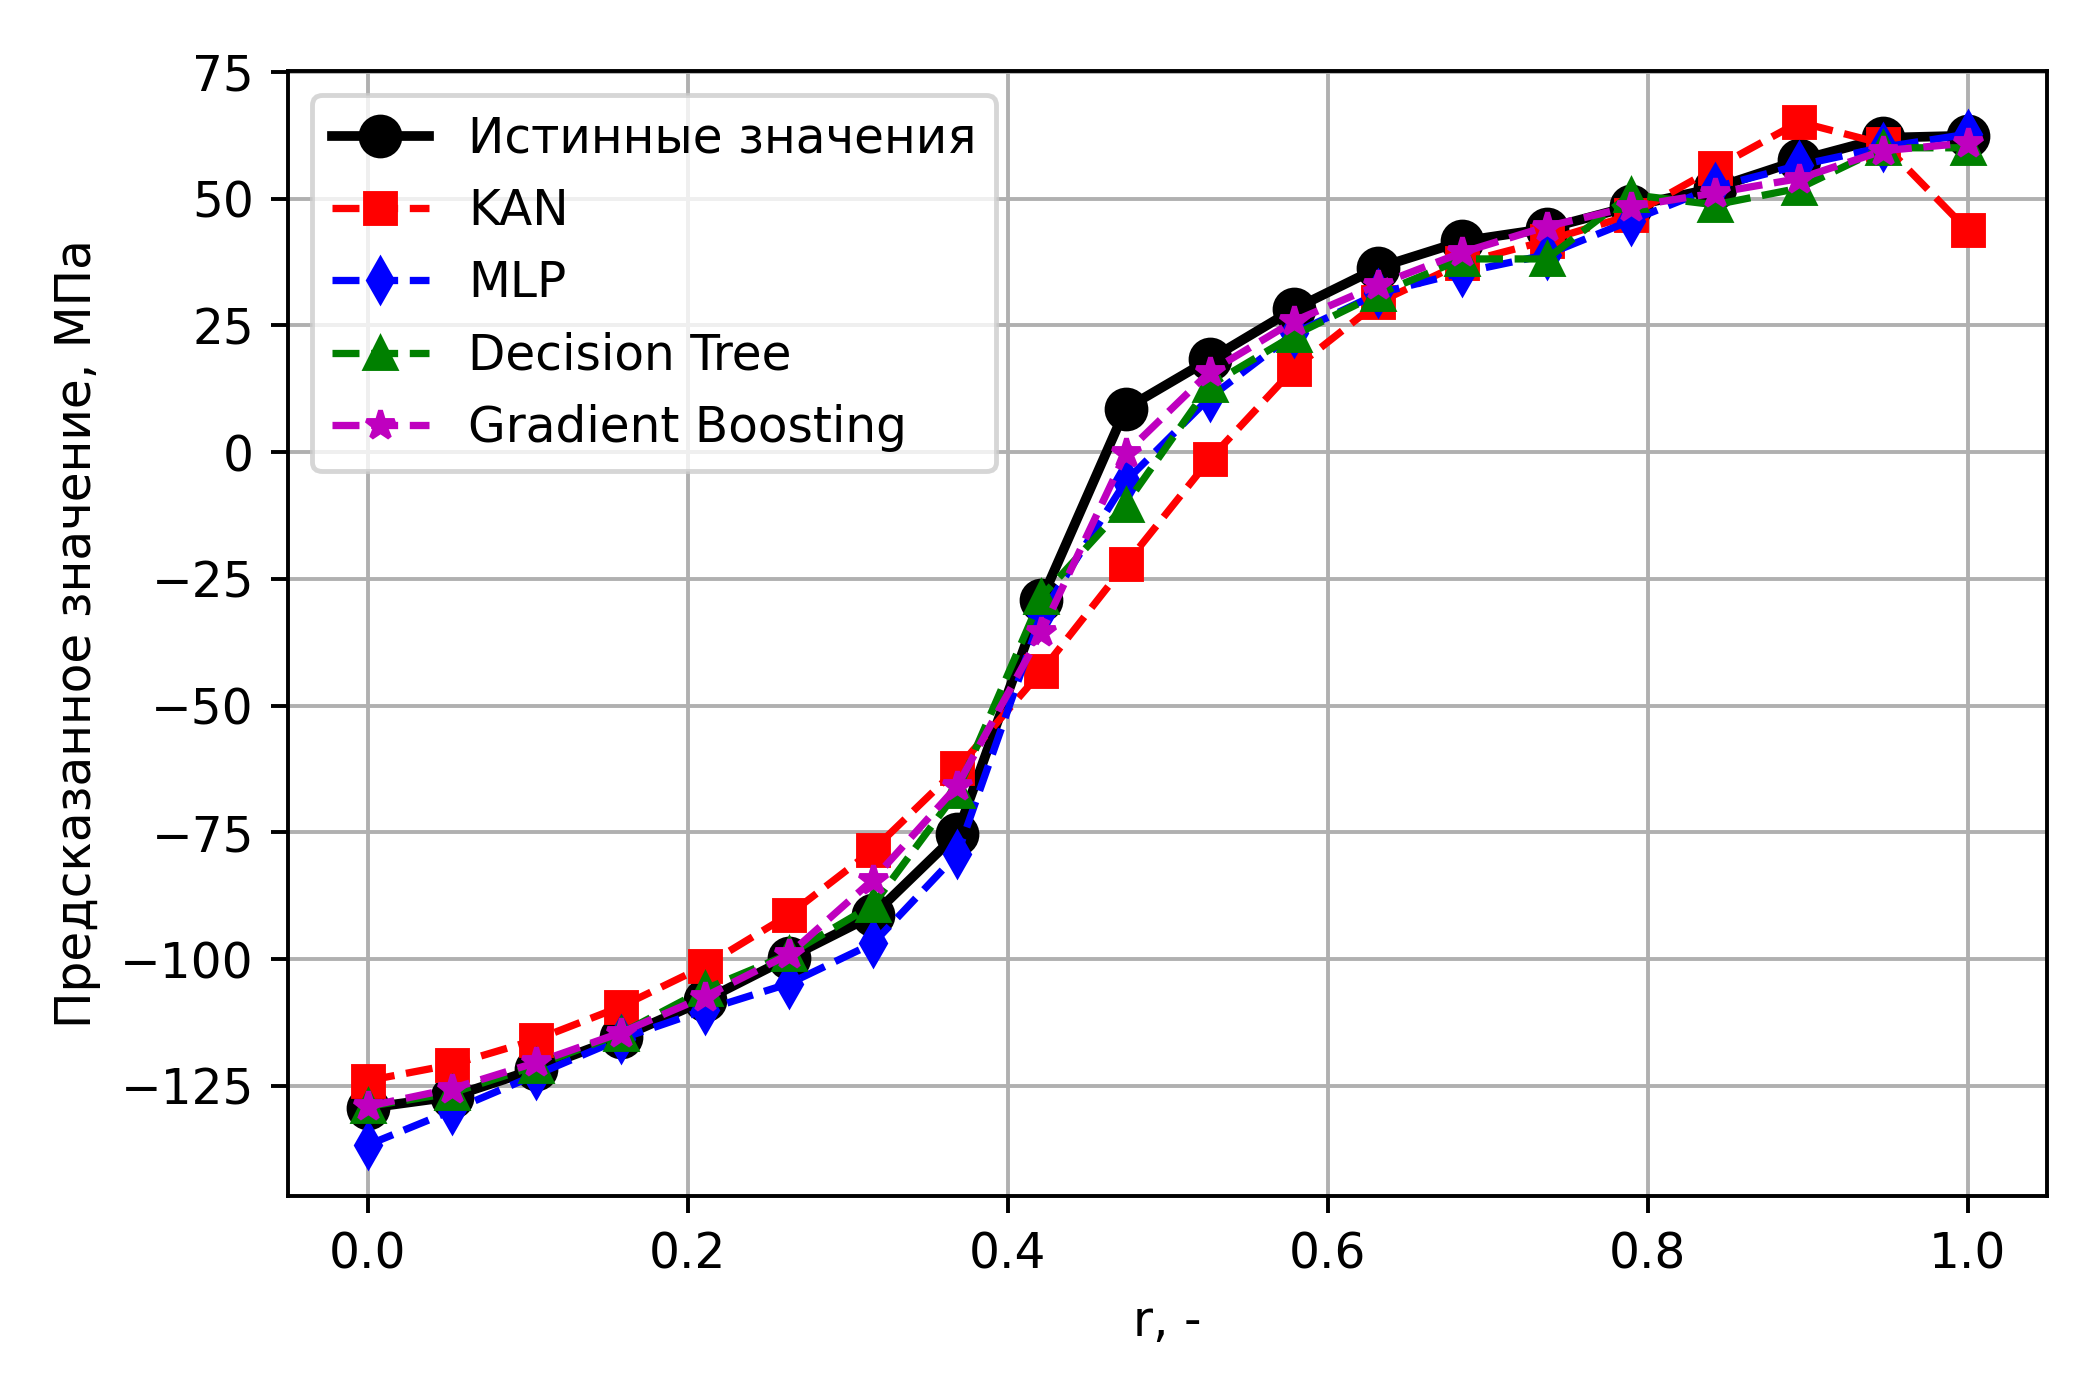 75
50
25
0
−25
−50
−75
−100
−125
Предсказанное значение, МПа
Истинные значения
KAN
MLP
Decision Tree
Gradient Boosting
0.0 0.2 0.4 0.6 0.8 1.0
r, -